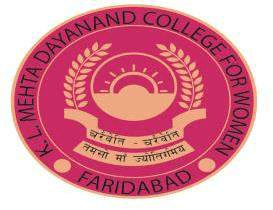 K. L. MEHTA DAYANAND COLLEGE FOR WOMEN
चरैवेति - चरैवेति
तमसो मां ज्योतिर्गमय
FARIDABAD